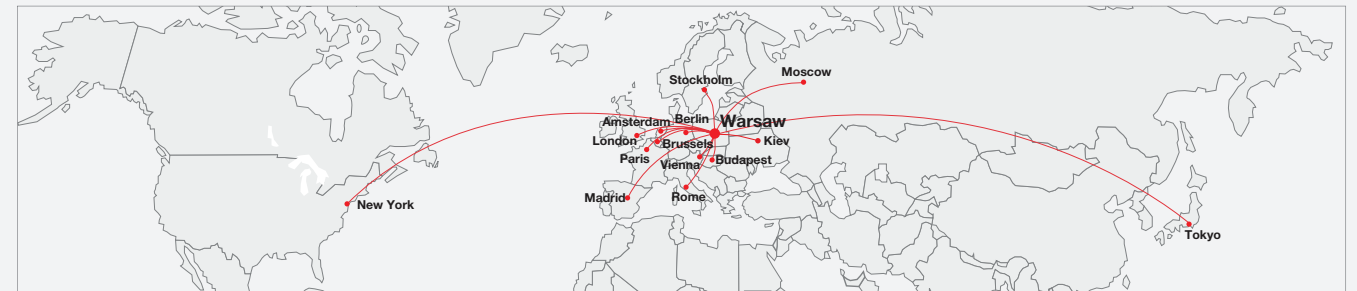 Moscow
Stockholm
Berlin
Warsaw
Amsterdam
London
Brussels
Kiev
Paris
Vienna
Budapest
Madrid
Rome
New York
Tokyo